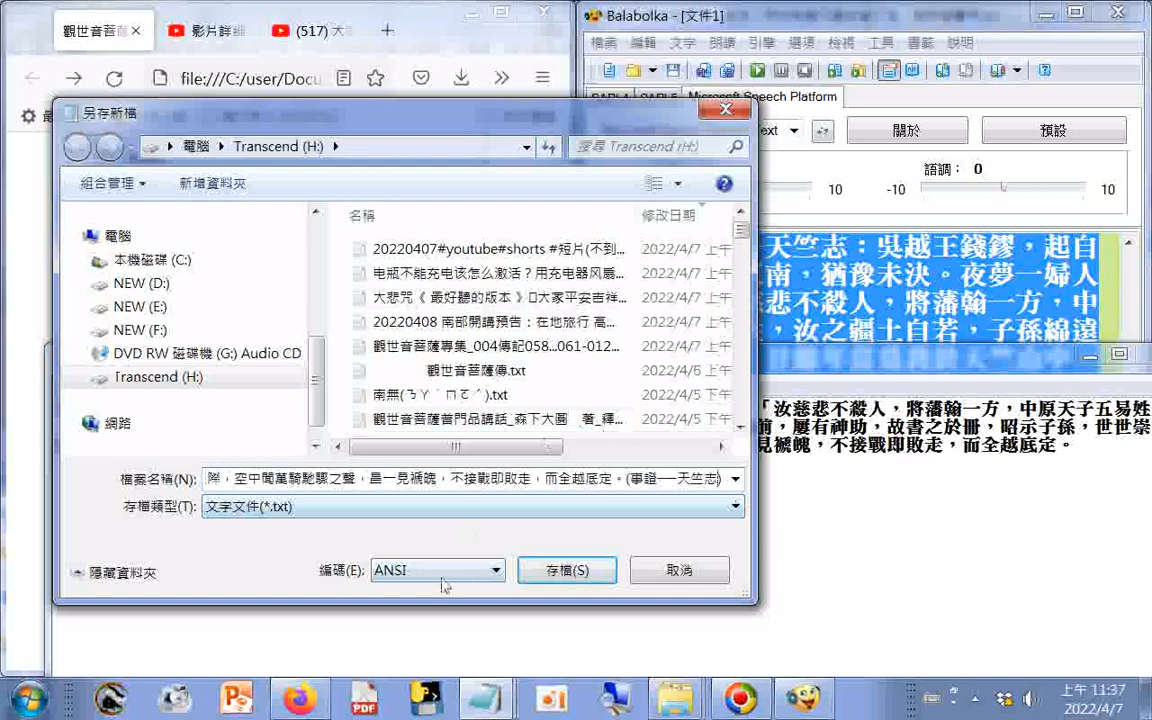 觀世音菩薩
影片詳細
(517) 大
file:///C:/user/Docu
Balabolka - [文件1]
檔案 編輯 文字 朗讀 引擎 選項 檢視 工具 書籤 說明
SAPI 4 SAPI 5 Microsoft Speech Platform
ext
關於
預設
語調： 0
10
-10
10
另存新檔
電腦 Transcend (H:)
搜尋 Transcend (H:)
組合管理
新增資料夾
電腦
本機磁碟 (C:)
NEW (D:)
NEW (E:)
NEW (F:)
DVD RW 磁碟機 (G:) Audio CD
Transcend (H:)
網路
名稱 修改日期
20220407#youtube#shorts #短片(不到... 2022/4/7 上午
电瓶不能充电该怎么激活？用充电器风扇... 2022/4/7 上午
大悲咒《 最好聽的版本 》大家平安吉祥... 2022/4/7 上午
20220408 南部開講預告：在地旅行 高... 2022/4/7 上午
觀世音菩薩專集_004傳記058...061-012... 2022/4/7 上午
觀世音菩薩傳.txt 2022/4/6 上午
南無(ㄋㄚˊㄇㄛˊ).txt 2022/4/5 下午
觀世音菩薩普門品講話_森下大圓 著_釋... 2022/4/5 下午
檔案名稱(N): 際，空中聞萬騎馳驟之聲，晨一見褫魄，不接戰即敗走，而全越底定。(事證──天竺志)
存檔類型(T): 文字文件(*.txt)
隱藏資料夾
編碼(E): ANSI
存檔(S)
取消
天竺志：吳越王錢鏐，起自
南，猶豫未決。夜夢一婦人
悲不殺人，將藩翰一方，中
，汝之疆土自若，子孫綿遠
「汝慈悲不殺人，將藩翰一方，中原天子五易姓
前，屢有神助，故書之於冊，昭示子孫，世世崇
見褫魄，不接戰即敗走，而全越底定。
上午 11:37
2022/4/7